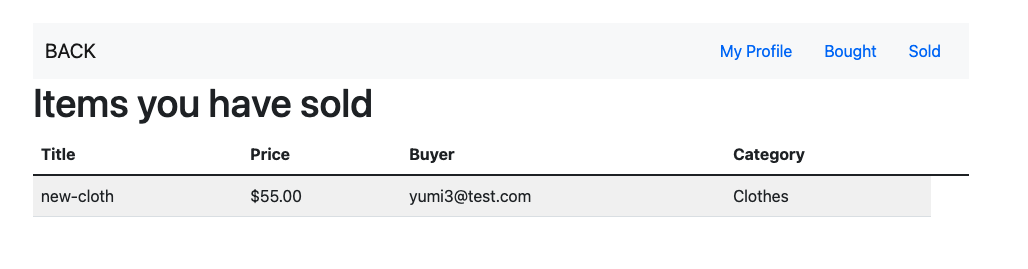 BACK My Profile Bought Sold
Items you have sold
Title Price Buyer Category
new-cloth $55.00 yumi3@test.com Clothes